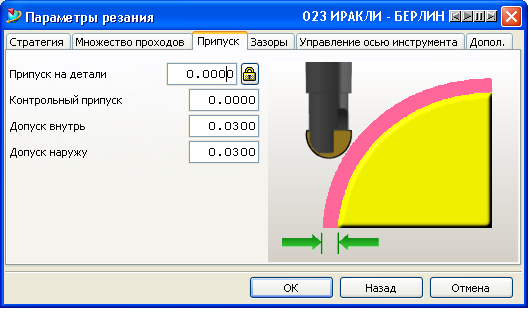 Параметры резания 023 ИРАКЛИ - БЕРЛИН
Стратегия Множество проходов Припуск Зазоры Управление осью инструмента Допол.
Припуск на детали 0.0000
Контрольный припуск 0.0000
Допуск внутрь 0.0300
Допуск наружу 0.0300
OK Назад Отмена